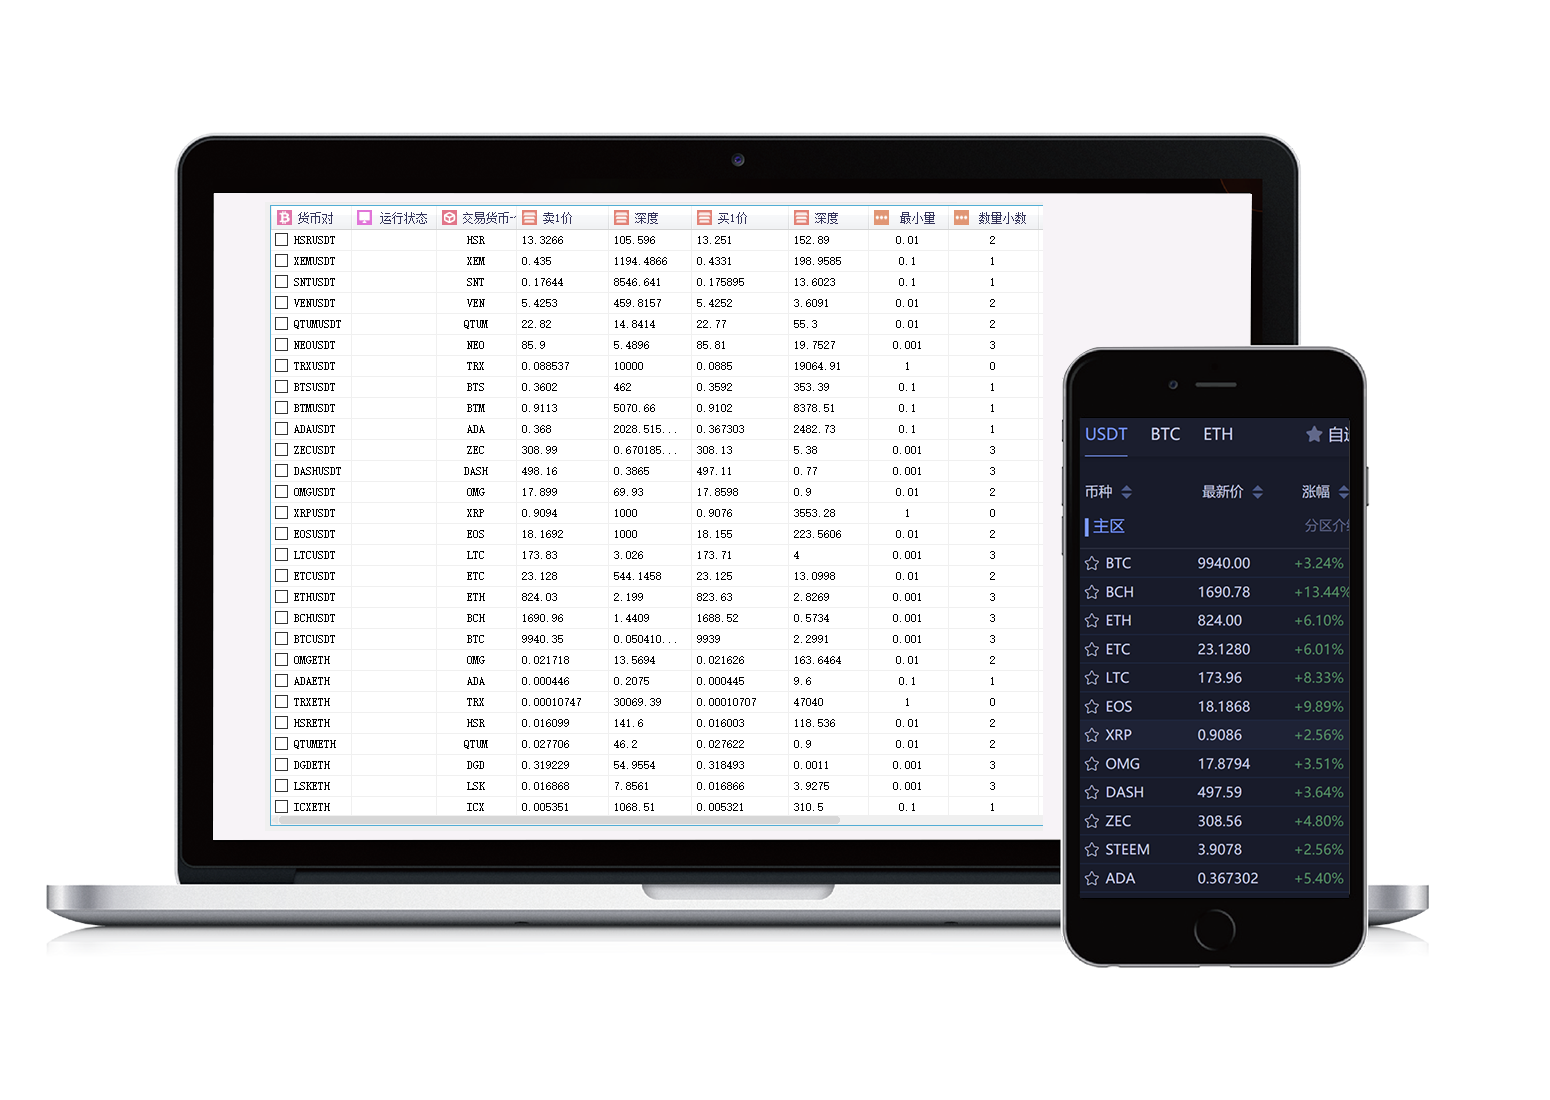 货币对 运行状态 交易货币一 卖1价 深度 买1价 深度 最小量 数量小数
HSRUSDT HSR 13.3266 105.596 13.251 152.89 0.01 2
XEMUSDT XEM 0.435 1194.4866 0.4331 198.9585 0.1 1
SNTUSDT SNT 0.17644 8546.641 0.175895 13.6023 0.1 1
VENUSDT VEN 5.4253 459.8157 5.4252 3.6091 0.01 2
QTUMUSDT QTUM 22.82 14.8414 22.77 55.3 0.01 2
NEOUSDT NEO 85.9 5.4896 85.81 19.7527 0.001 3
TRXUSDT TRX 0.088537 10000 0.0885 19064.91 1 0
BTSUSDT BTS 0.3602 462 0.3592 353.39 0.1 1
BTMUSDT BTM 0.9113 5070.66 0.9102 8378.51 0.1 1
ADAUSDT ADA 0.368 2028.515... 0.367303 2482.73 0.1 1
ZECUSDT ZEC 308.99 0.670185... 308.13 5.38 0.001 3
DASHUSDT DASH 498.16 0.3865 497.11 0.77 0.001 3
OMGUSDT OMG 17.899 69.93 17.8598 0.9 0.01 2
XRPUSDT XRP 0.9094 1000 0.9076 3553.28 1 0
EOSUSDT EOS 18.1692 1000 18.155 223.5606 0.01 2
LTCUSDT LTC 173.83 3.026 173.71 4 0.001 3
ETCUSDT ETC 23.128 544.1458 23.125 13.0998 0.01 2
ETHUSDT ETH 824.03 2.199 823.63 2.8269 0.001 3
BCHUSDT BCH 1690.96 1.4409 1688.52 0.5734 0.001 3
BTCUSDT BTC 9940.35 0.050410... 9939 2.2991 0.001 3
OMGETH OMG 0.021718 13.5694 0.021626 163.6464 0.01 2
ADAETH ADA 0.000446 0.2075 0.000445 9.6 0.1 1
TRXETH TRX 0.00010747 30069.39 0.00010707 47040 1 0
HSRETH HSR 0.016099 141.6 0.016003 118.536 0.01 2
QTUMETH QTUM 0.027706 46.2 0.027622 0.9 0.01 2
DGDETH DGD 0.319229 54.9554 0.318493 0.0011 0.001 3
LSKETH LSK 0.016868 7.8561 0.016866 3.9275 0.001 3
ICXETH ICX 0.005351 1068.51 0.005321 310.5 0.1 1
USDT BTC ETH 自
币种 最新价 涨幅
主区 分区介
BTC 9940.00 +3.24%
BCH 1690.78 +13.44%
ETH 824.00 +6.10%
ETC 23.1280 +6.01%
LTC 173.96 +8.33%
EOS 18.1868 +9.89%
XRP 0.9086 +2.56%
OMG 17.8794 +3.51%
DASH 497.59 +3.64%
ZEC 308.56 +4.80%
STEEM 3.9078 +2.56%
ADA 0.367302 +5.40%